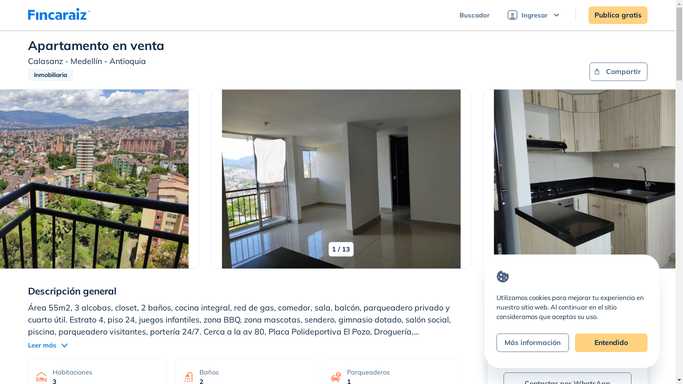 Fincaraiz
Buscador
Ingresar
Publica gratis
Apartamento en venta
Calasanz - Medellín - Antioquia
Inmobiliaria
Compartir
1 / 13
Descripción general
Área 55m2, 3 alcobas, closet, 2 baños, cocina integral, red de gas, comedor, sala, balcón, parqueadero privado y
cuarto útil. Estrato 4, piso 24, juegos infantiles, zona BBQ, zona mascotas, sendero, gimnasio dotado, salón social,
piscina, parqueadero visitantes, portería 24/7. Cerca a la av 80, Placa Polideportiva El Pozo, Droguería,...
Leer más
Habitaciones
3
Baños
2
Parqueaderos
1
Utilizamos cookies para mejorar tu experiencia en
nuestro sitio web. Al continuar en el sitio
consideramos que aceptas su uso.
Más información
Entendido
Contactar por WhatsApp